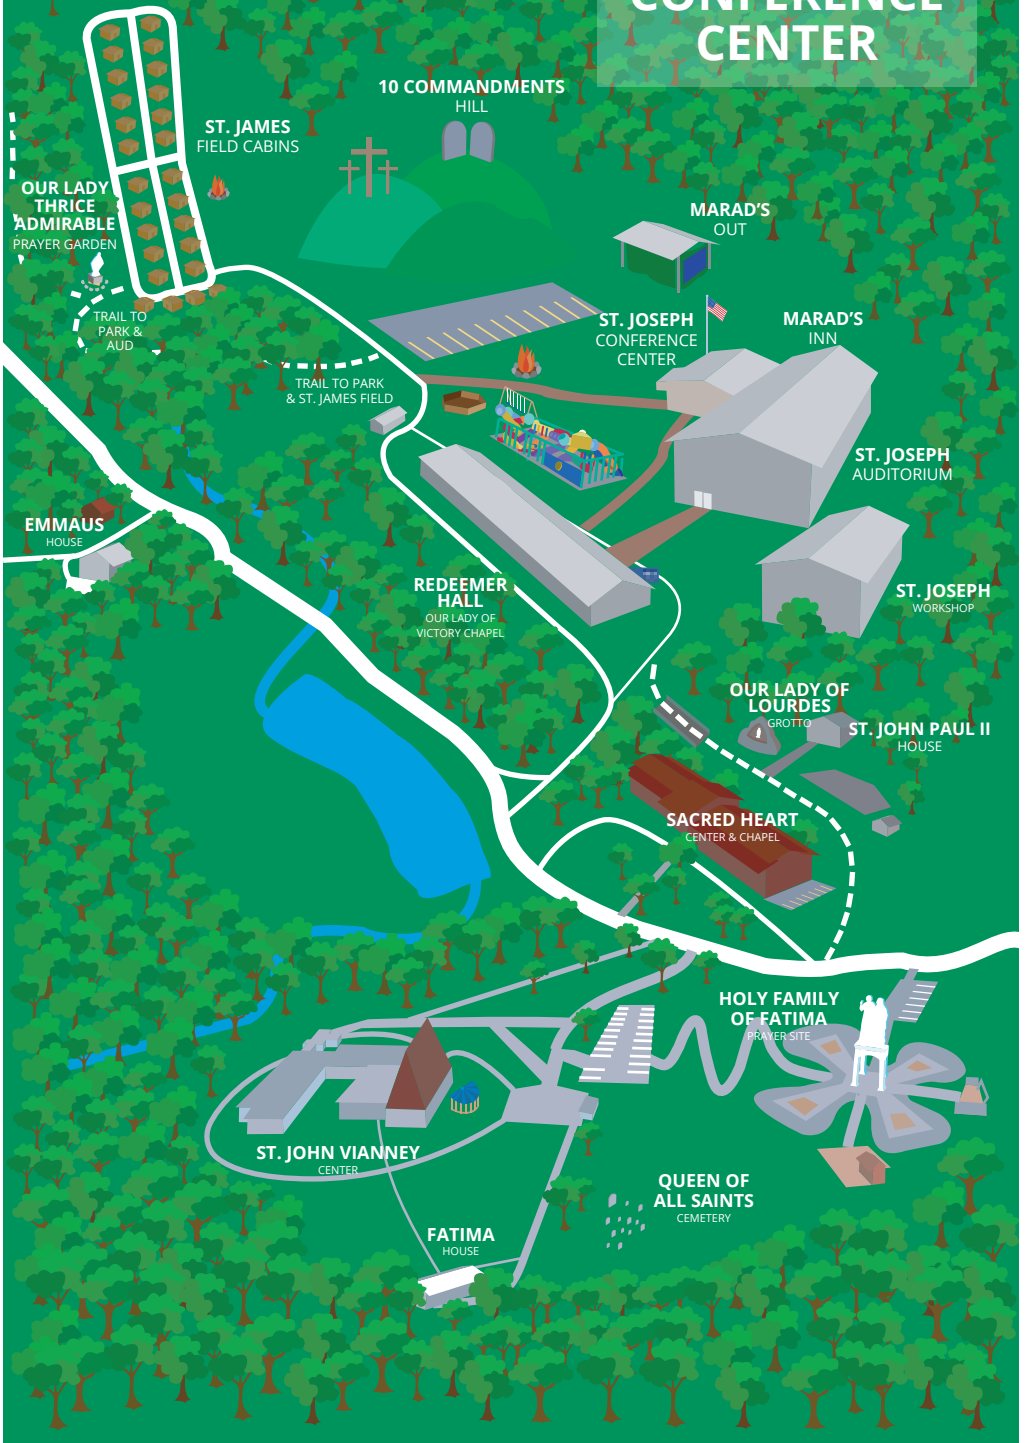 CONFERENCE
CENTER
10 COMMANDMENTS
HILL
ST. JAMES
FIELD CABINS
OUR LADY
THRICE
ADMIRABLE
PRAYER GARDEN
MARAD'S
OUT
TRAIL TO
PARK &
AUD
ST. JOSEPH
CONFERENCE
CENTER
MARAD'S
INN
TRAIL TO PARK
& ST. JAMES FIELD
ST. JOSEPH
AUDITORIUM
EMMAUS
HOUSE
REDEEMER
HALL
OUR LADY OF
VICTORY CHAPEL
ST. JOSEPH
WORKSHOP
OUR LADY OF
LOURDES
GROTTO
ST. JOHN PAUL II
HOUSE
SACRED HEART
CENTER & CHAPEL
HOLY FAMILY
OF FATIMA
PRAYER SITE
ST. JOHN VIANNEY
CENTER
QUEEN OF
ALL SAINTS
CEMETERY
FATIMA
HOUSE